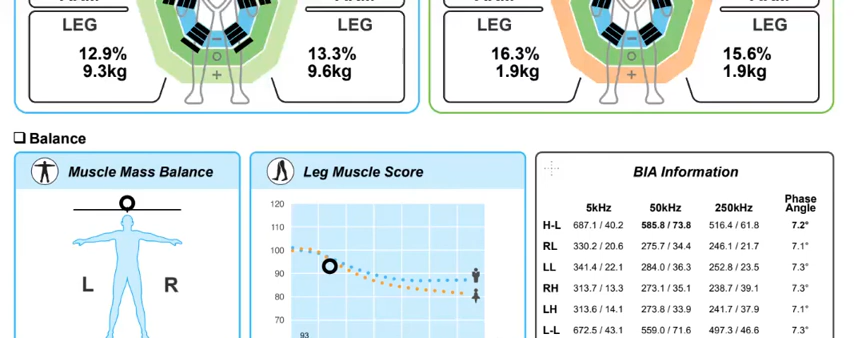 LEG
LEG
12.9%
9.3kg
13.3%
9.6kg
LEG
LEG
16.3%
1.9kg
15.6%
1.9kg
Balance
Muscle Mass Balance
L R
Leg Muscle Score
120
110
100
90
80
70
93
BIA Information
5kHz 50kHz 250kHz Phase Angle
H-L 687.1 / 40.2 585.8 / 73.8 516.4 / 61.8 7.2°
RL 330.2 / 20.6 275.7 / 34.4 246.1 / 21.7 7.1°
LL 341.4 / 22.1 284.0 / 36.3 252.8 / 23.5 7.3°
RH 313.7 / 13.3 273.1 / 35.1 238.7 / 39.1 7.3°
LH 313.6 / 14.1 273.8 / 33.9 241.7 / 37.9 7.1°
L-L 672.5 / 43.1 559.0 / 71.6 497.3 / 46.6 7.3°